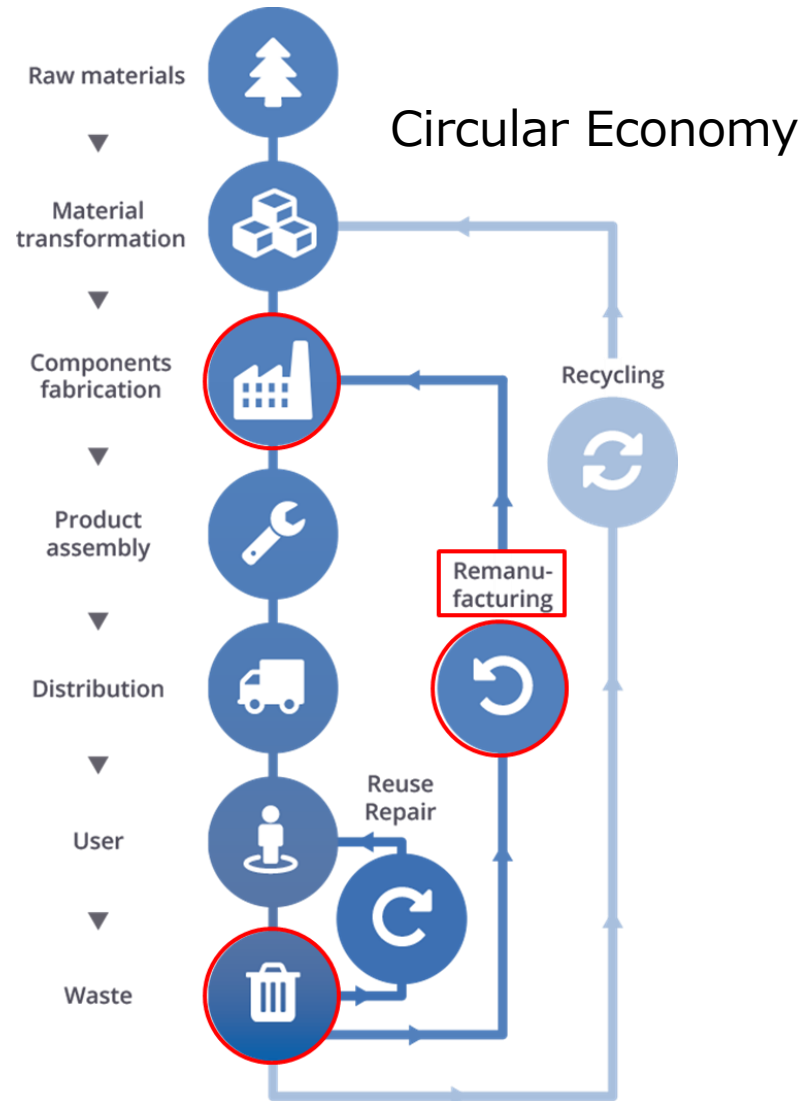 Raw materials
Circular Economy
Material
transformation
Components
fabrication
Recycling
Product
assembly
Remanu-
facturing
Distribution
Reuse
Repair
User
Waste